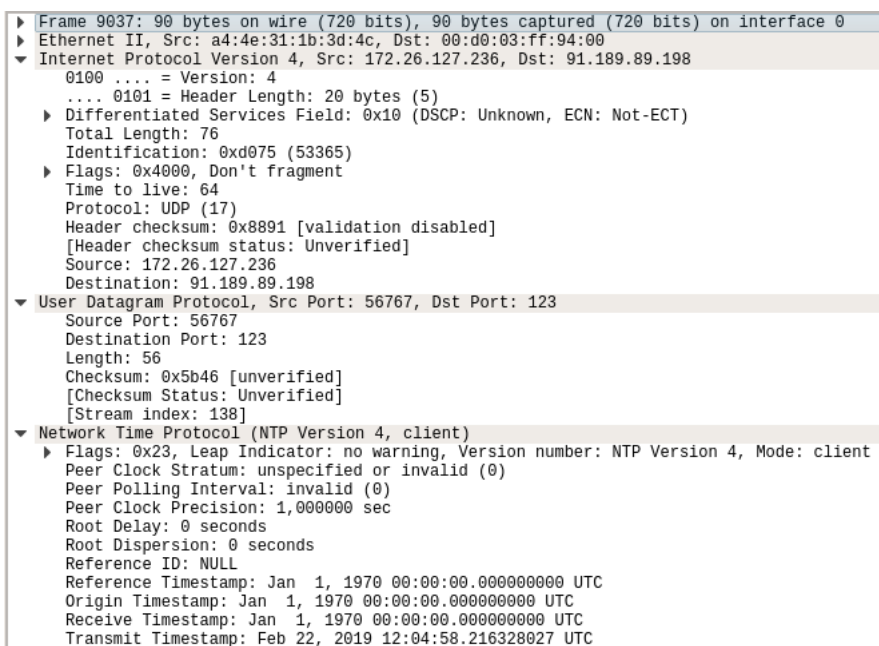 Frame 9037: 90 bytes on wire (720 bits), 90 bytes captured (720 bits) on interface 0
Ethernet II, Src: a4:4e:31:1b:3d:4c, Dst: 00:d0:03:ff:94:00
Internet Protocol Version 4, Src: 172.26.127.236, Dst: 91.189.89.198
0100 .... = Version: 4
.... 0101 = Header Length: 20 bytes (5)
Differentiated Services Field: 0x10 (DSCP: Unknown, ECN: Not-ECT)
Total Length: 76
Identification: 0xd075 (53365)
Flags: 0x4000, Don't fragment
Time to live: 64
Protocol: UDP (17)
Header checksum: 0x8891 [validation disabled]
[Header checksum status: Unverified]
Source: 172.26.127.236
Destination: 91.189.89.198
User Datagram Protocol, Src Port: 56767, Dst Port: 123
Source Port: 56767
Destination Port: 123
Length: 56
Checksum: 0x5b46 [unverified]
[Checksum Status: Unverified]
[Stream index: 138]
Network Time Protocol (NTP Version 4, client)
Flags: 0x23, Leap Indicator: no warning, Version number: NTP Version 4, Mode: client
Peer Clock Stratum: unspecified or invalid (0)
Peer Polling Interval: invalid (0)
Peer Clock Precision: 1,000000 sec
Root Delay: 0 seconds
Root Dispersion: 0 seconds
Reference ID: NULL
Reference Timestamp: Jan  1, 1970 00:00:00.000000000 UTC
Origin Timestamp: Jan  1, 1970 00:00:00.000000000 UTC
Receive Timestamp: Jan  1, 1970 00:00:00.000000000 UTC
Transmit Timestamp: Feb 22, 2019 12:04:58.216328027 UTC